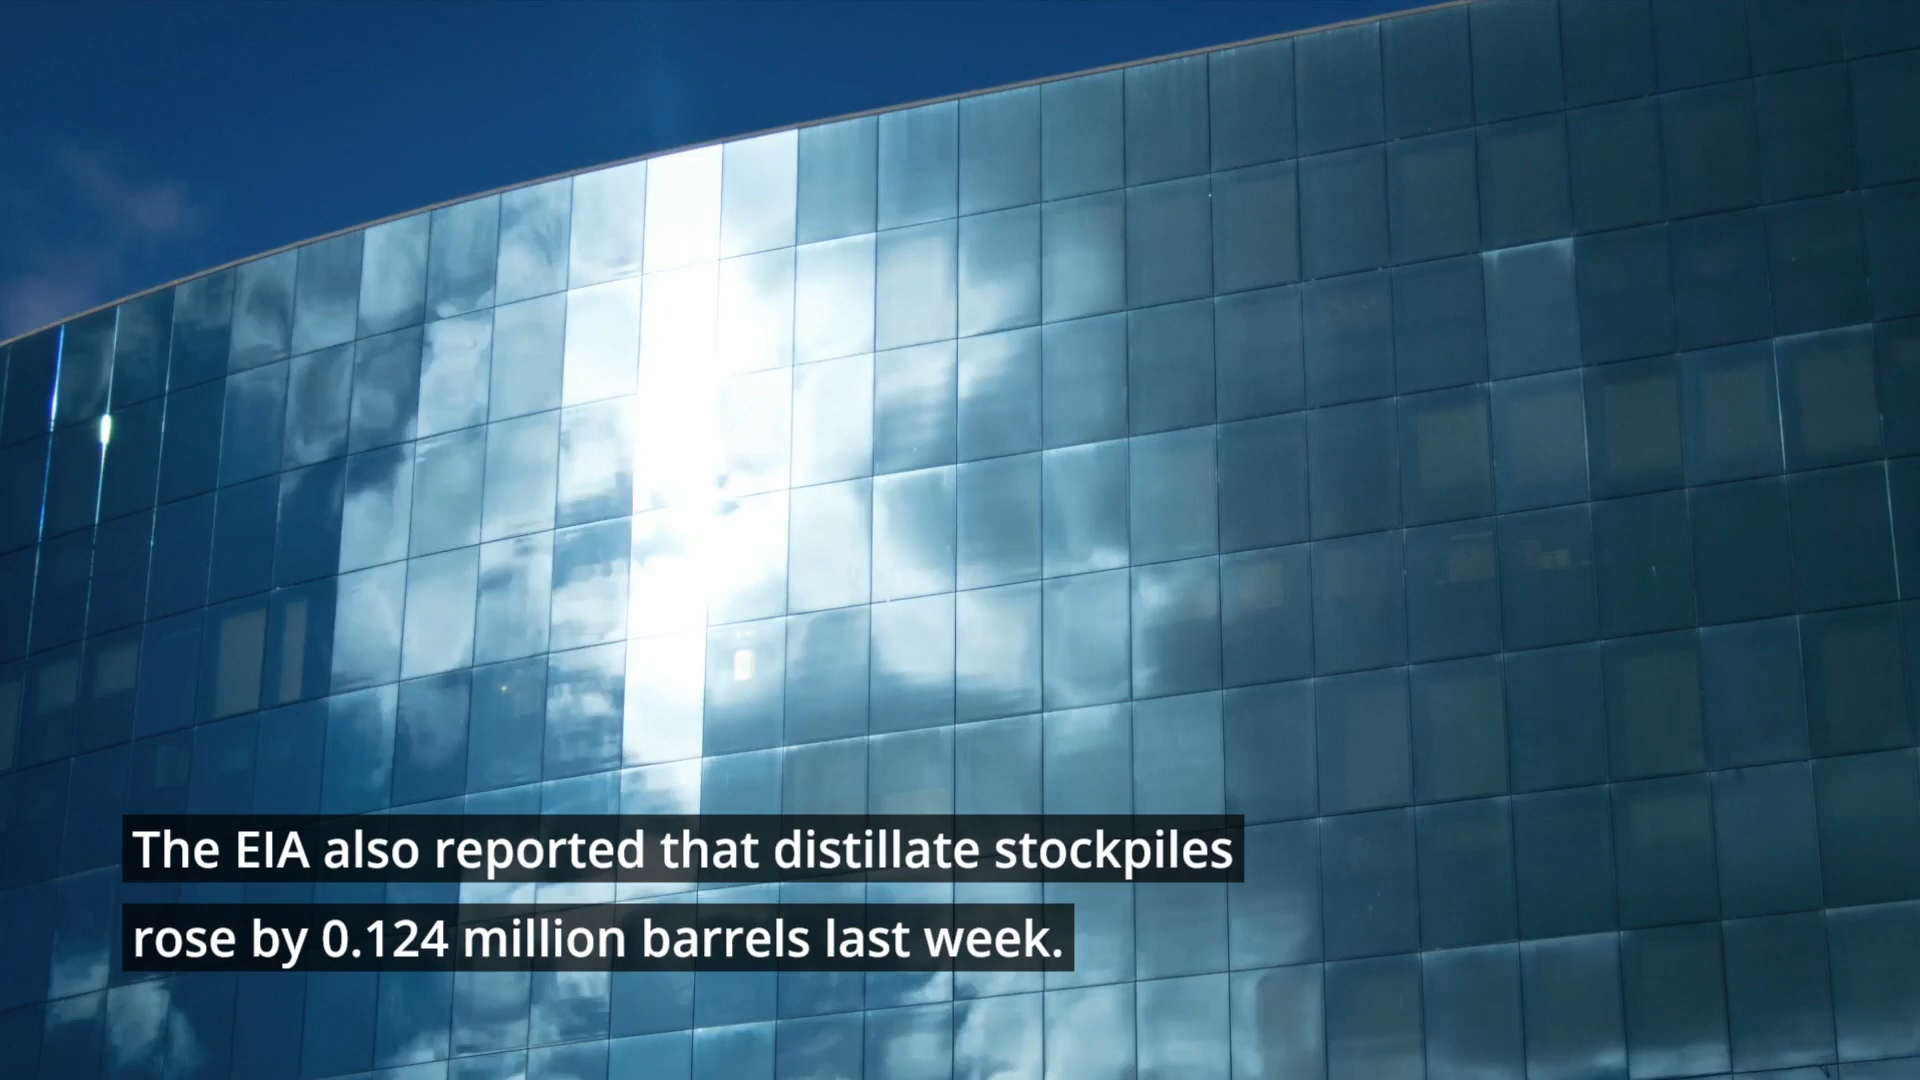 The EIA also reported that distillate stockpiles
rose by 0.124 million barrels last week.